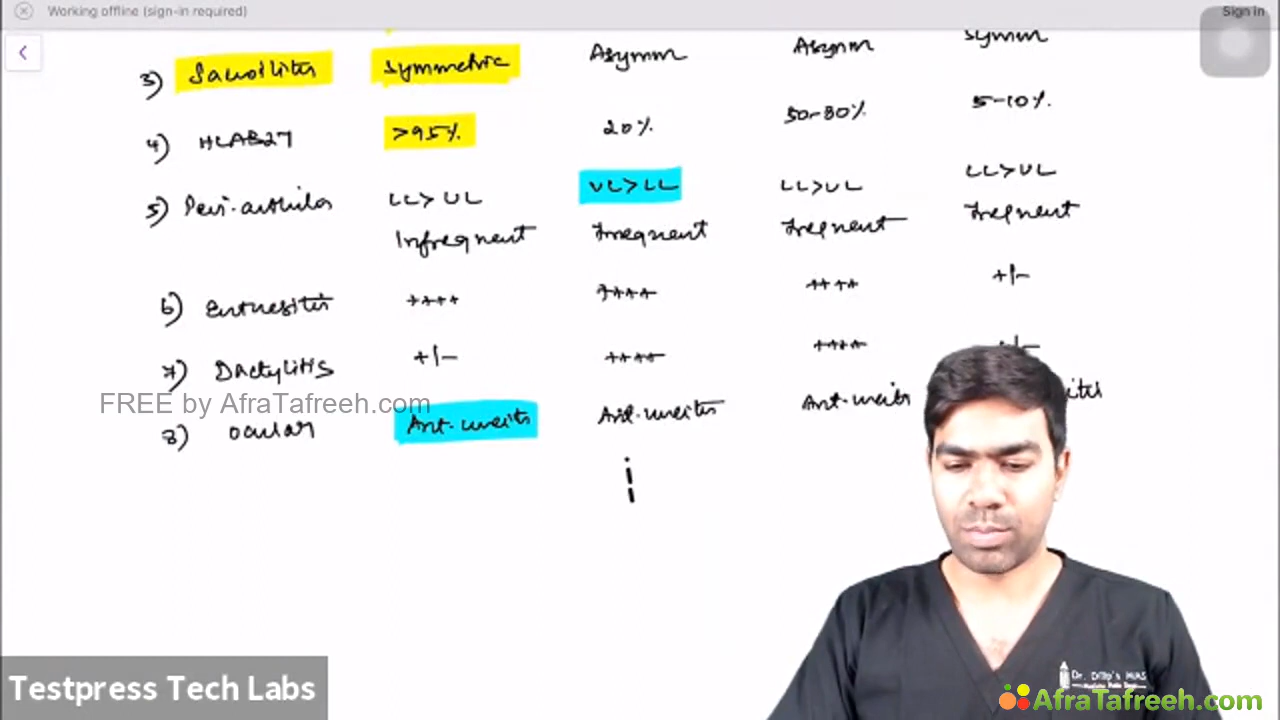 Working offline (sign-in required)
Sign in
3) Sacroiliitis Symmetric Asymm Asymm Symm
4) HLAB27 >95% 20% 50-80% 5-10%.
5) Peri. arthritis LL > UL UL > LL LL > UL LL > UL
Infrequent Frequent Frequent Frequent
6) Enthesitis ++++ ++++ ++++ +/-
7) Dactylitis +/- ++++ ++++ +/-
FREE by AfraTafreeh.com
8) Ocular Ant. uveitis Ant. uveitis Ant. uveitis
Testpress Tech Labs
Dr. Dilip's
AfraTafreeh.com